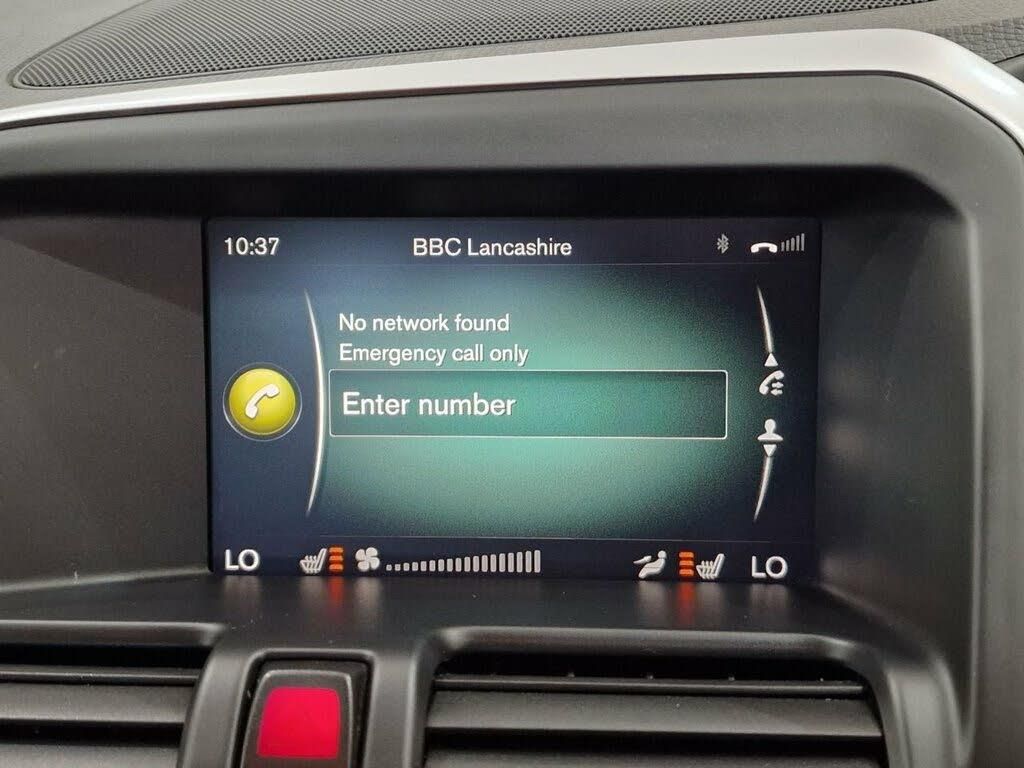 10:37 BBC Lancashire
No network found
Emergency call only
Enter number
LO LO